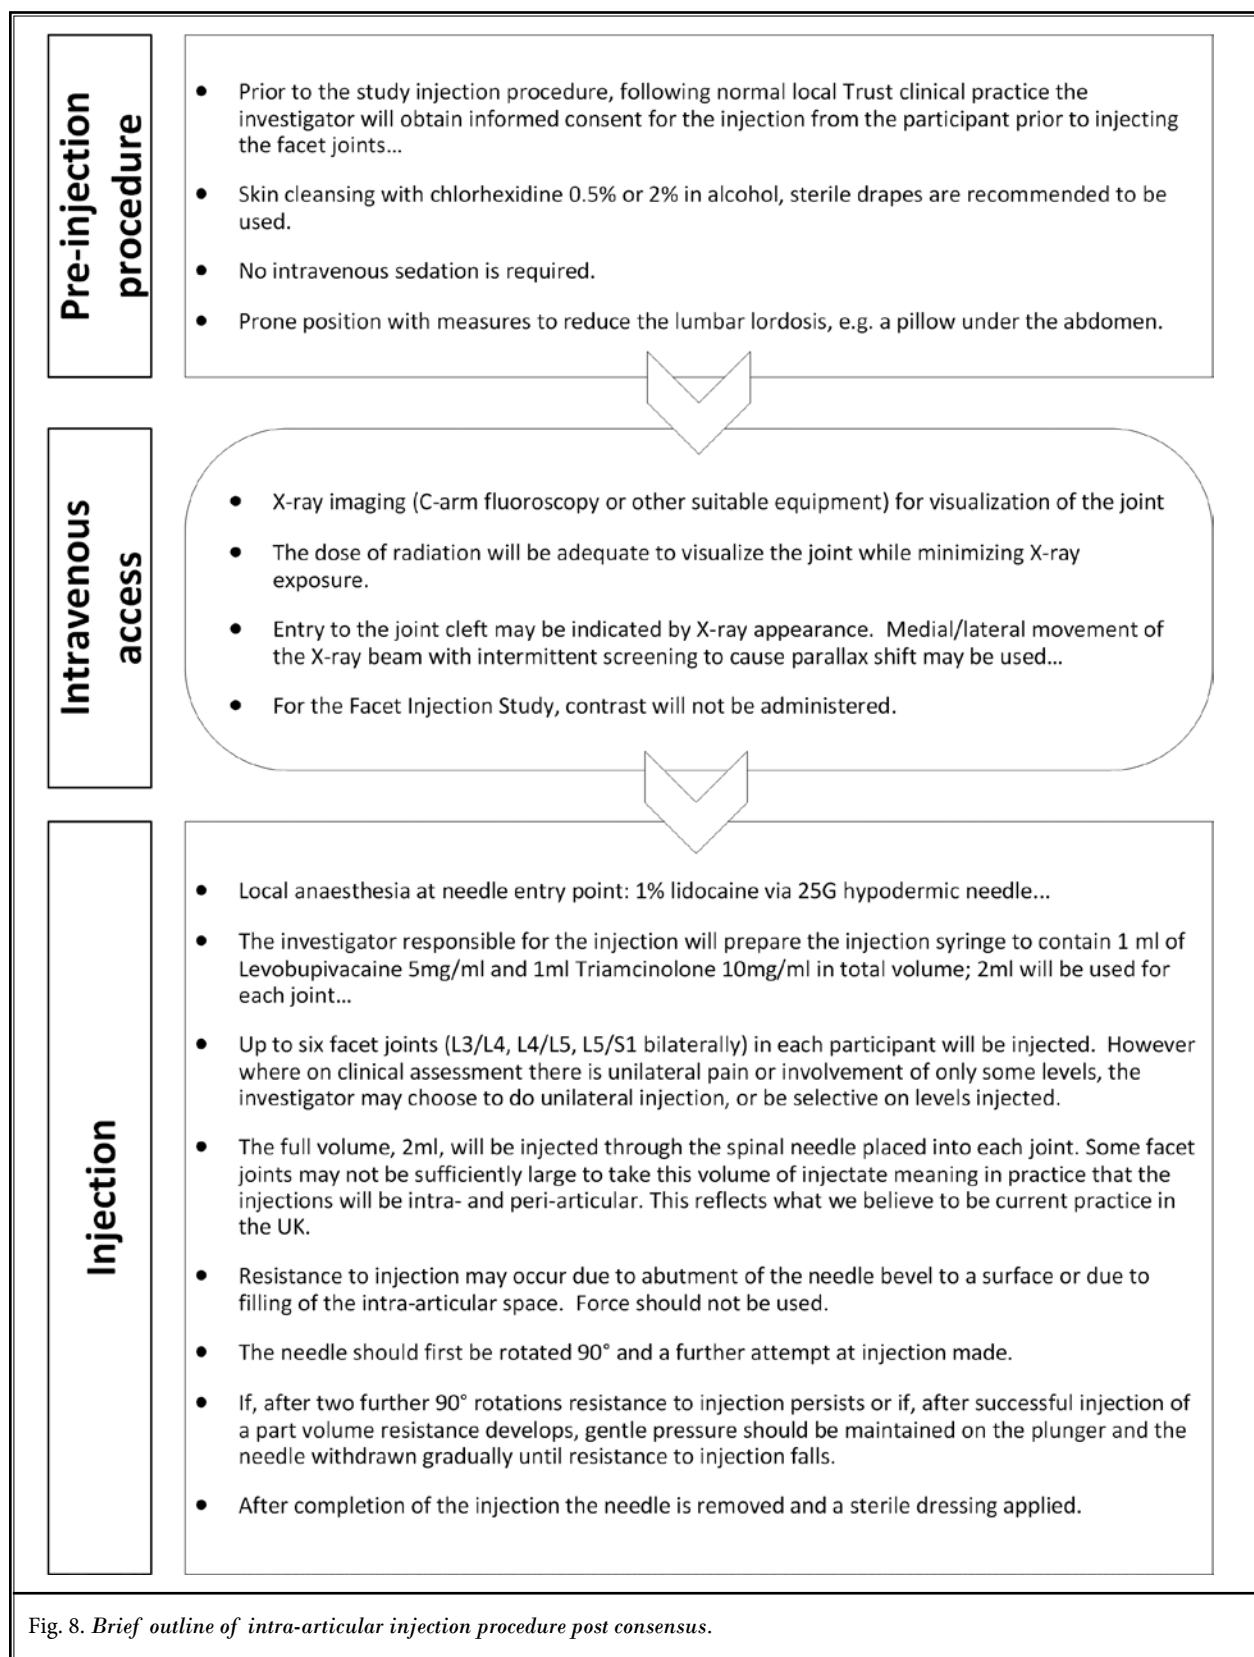 Pre-injection
procedure
● Prior to the study injection procedure, following normal local Trust clinical practice the
investigator will obtain informed consent for the injection from the participant prior to injecting
the facet joints...
● Skin cleansing with chlorhexidine 0.5% or 2% in alcohol, sterile drapes are recommended to be
used.
● No intravenous sedation is required.
● Prone position with measures to reduce the lumbar lordosis, e.g. a pillow under the abdomen.
Intravenous
access
● X-ray imaging (C-arm fluoroscopy or other suitable equipment) for visualization of the joint
● The dose of radiation will be adequate to visualize the joint while minimizing X-ray
exposure.
● Entry to the joint cleft may be indicated by X-ray appearance. Medial/lateral movement of
the X-ray beam with intermittent screening to cause parallax shift may be used...
● For the Facet Injection Study, contrast will not be administered.
Injection
● Local anaesthesia at needle entry point: 1% lidocaine via 25G hypodermic needle...
● The investigator responsible for the injection will prepare the injection syringe to contain 1 ml of
Levobupivacaine 5mg/ml and 1ml Triamcinolone 10mg/ml in total volume; 2ml will be used for
each joint...
● Up to six facet joints (L3/L4, L4/L5, L5/S1 bilaterally) in each participant will be injected. However
where on clinical assessment there is unilateral pain or involvement of only some levels, the
investigator may choose to do unilateral injection, or be selective on levels injected.
● The full volume, 2ml, will be injected through the spinal needle placed into each joint. Some facet
joints may not be sufficiently large to take this volume of injectate meaning in practice that the
injections will be intra- and peri-articular. This reflects what we believe to be current practice in
the UK.
● Resistance to injection may occur due to abutment of the needle bevel to a surface or due to
filling of the intra-articular space. Force should not be used.
● The needle should first be rotated 90° and a further attempt at injection made.
● If, after two further 90° rotations resistance to injection persists or if, after successful injection of
a part volume resistance develops, gentle pressure should be maintained on the plunger and the
needle withdrawn gradually until resistance to injection falls.
● After completion of the injection the needle is removed and a sterile dressing applied.
Fig. 8. Brief outline of intra-articular injection procedure post consensus.